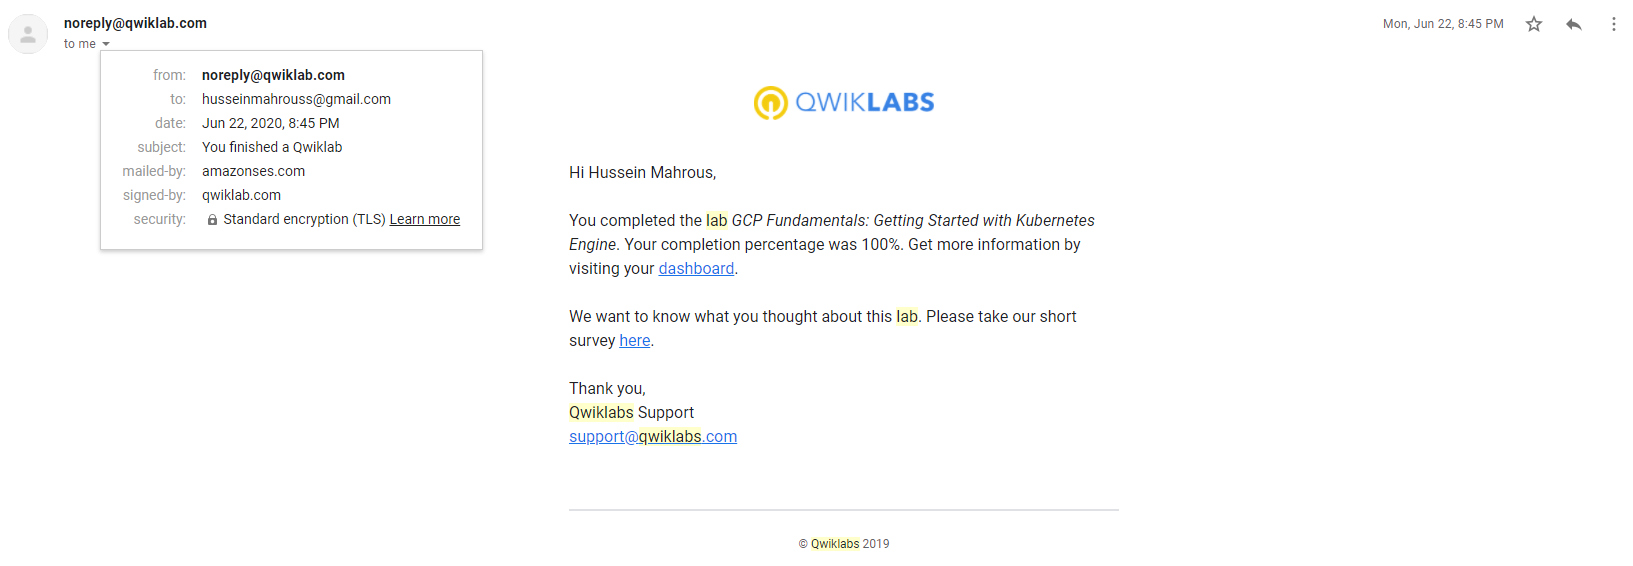 noreply@qwiklab.com
Mon, Jun 22, 8:45 PM
to me
from: noreply@qwiklab.com
to: husseinmahrouss@gmail.com
date: Jun 22, 2020, 8:45 PM
subject: You finished a Qwiklab
mailed-by: amazonses.com
signed-by: qwiklab.com
security: Standard encryption (TLS) Learn more
QWIKLABS
Hi Hussein Mahrous,
You completed the lab GCP Fundamentals: Getting Started with Kubernetes
Engine. Your completion percentage was 100%. Get more information by
visiting your dashboard.
We want to know what you thought about this lab. Please take our short
survey here.
Thank you,
Qwiklabs Support
support@qwiklabs.com
© Qwiklabs 2019